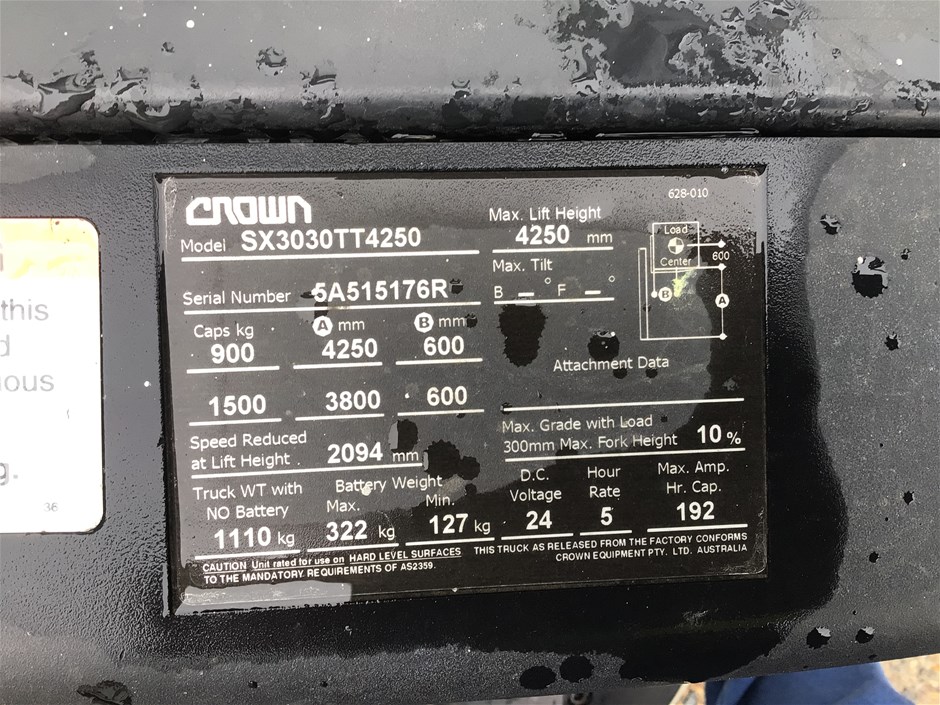 CROWN
628-010
Model SX3030TT4250
Max. Lift Height
4250 mm
Load
Center
600
B
A
Max. Tilt
B – ° F – °
Serial Number 5A515176R
Caps kg A mm B mm
900 4250 600
1500 3800 600
Attachment Data
Speed Reduced
at Lift Height 2094 mm
Max. Grade with Load
300mm Max. Fork Height 10 %
Truck WT with
NO Battery
1110 kg
Battery Weight
Max. Min.
322 kg 127 kg
D.C.
Voltage
24
Hour
Rate
5
Max. Amp.
Hr. Cap.
192
CAUTION Unit rated for use on HARD LEVEL SURFACES THIS TRUCK AS RELEASED FROM THE FACTORY CONFORMS
TO THE MANDATORY REQUIREMENTS OF AS2359. CROWN EQUIPMENT PTY. LTD. AUSTRALIA
this
d
ious
g.
36